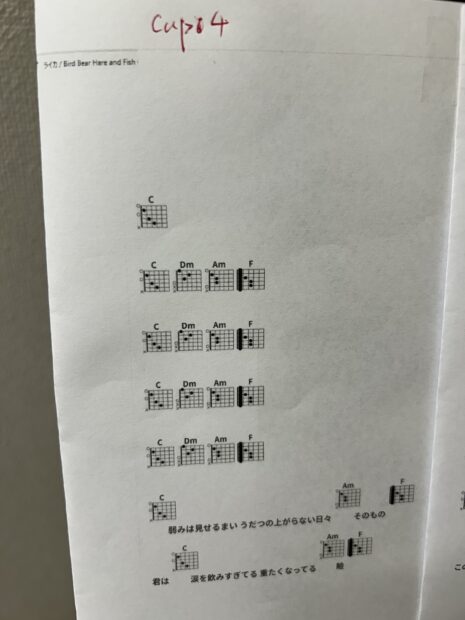 Capo 4
ライカ / Bird Bear Hare and Fish
C
C Dm Am F
C Dm Am F
C Dm Am F
C Dm Am F
C Am F
弱みは見せるまい うだつの上がらない日々 そのもの
C Am F
君は 涙を飲みすぎてる 重たくなってる 瞼